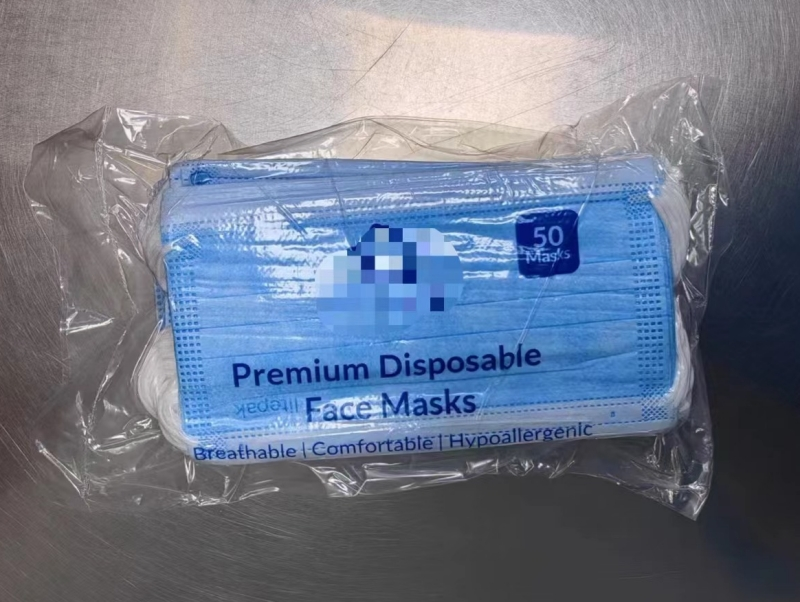 50
Masks
Premium Disposable
Face Masks
Breathable | Comfortable | Hypoallergenic